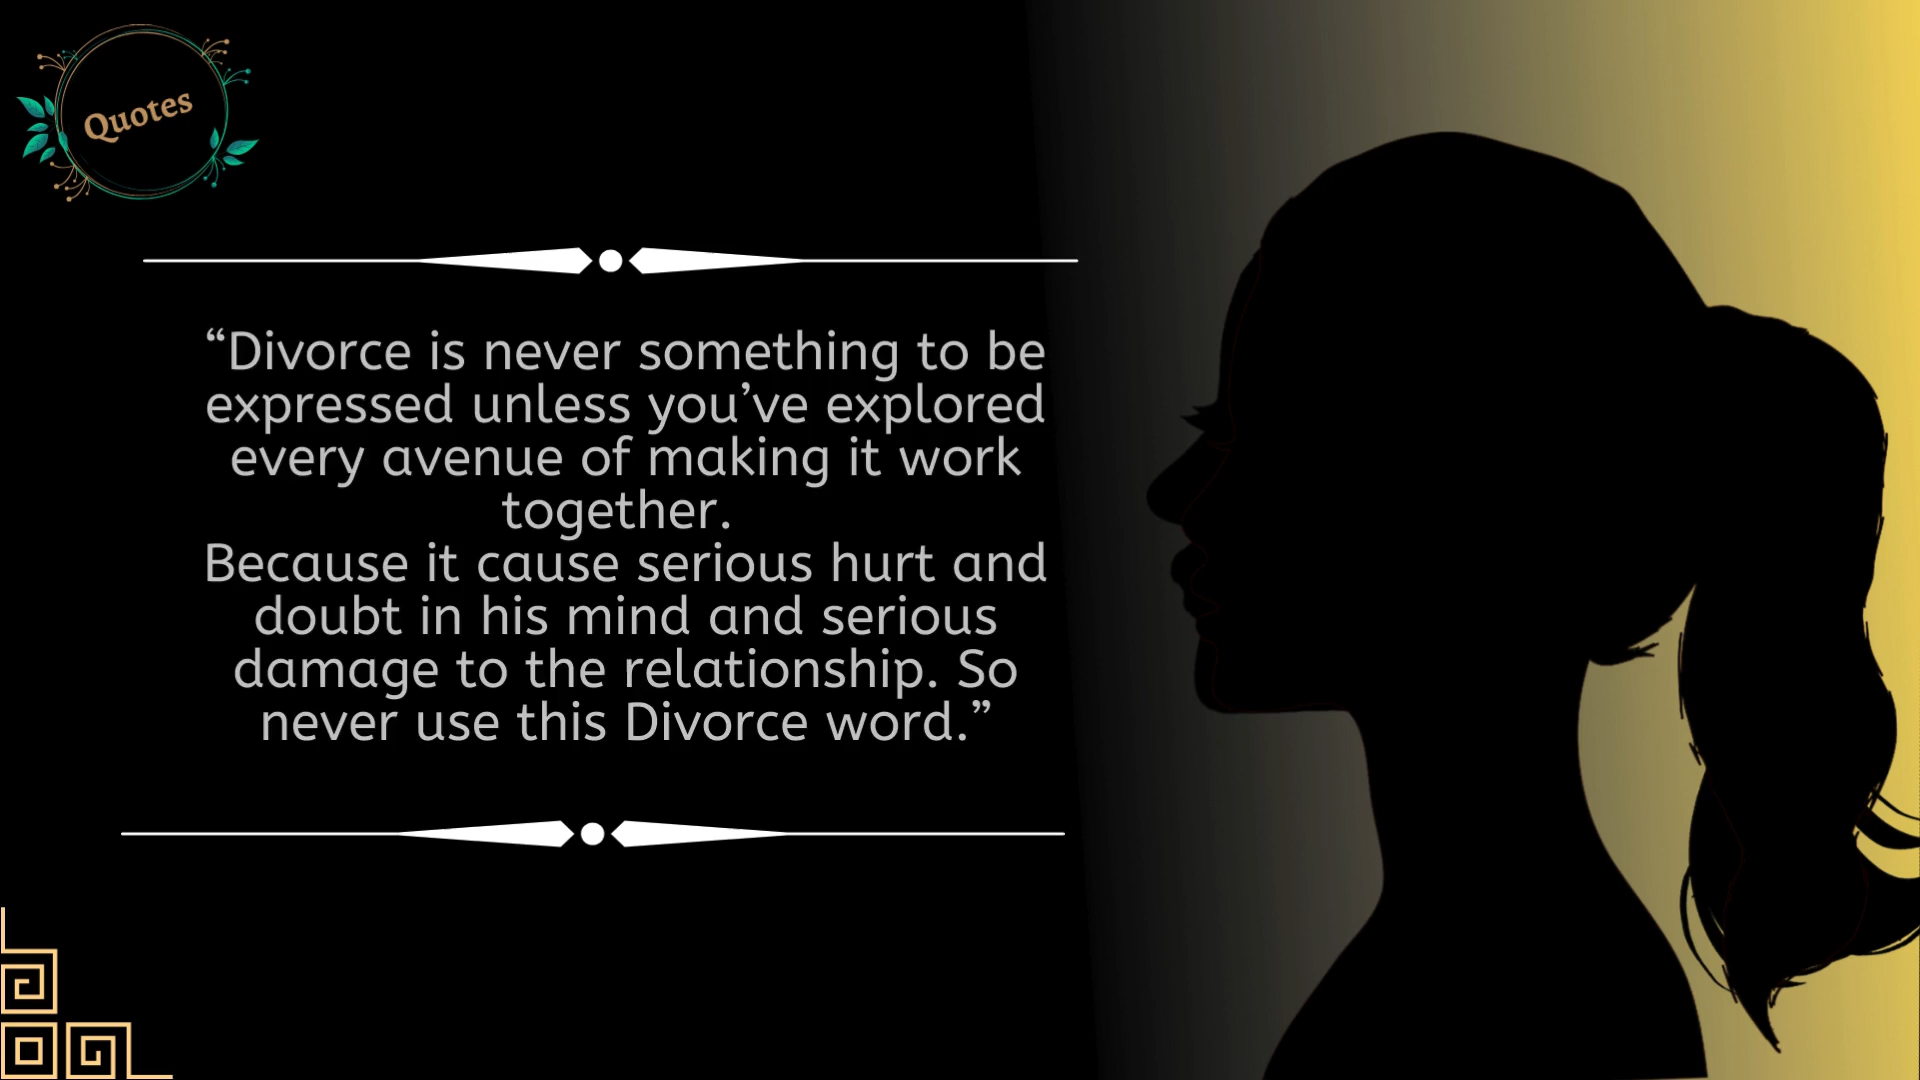 Quotes
“Divorce is never something to be
expressed unless you’ve explored
every avenue of making it work
together.
Because it cause serious hurt and
doubt in his mind and serious
damage to the relationship. So
never use this Divorce word.”